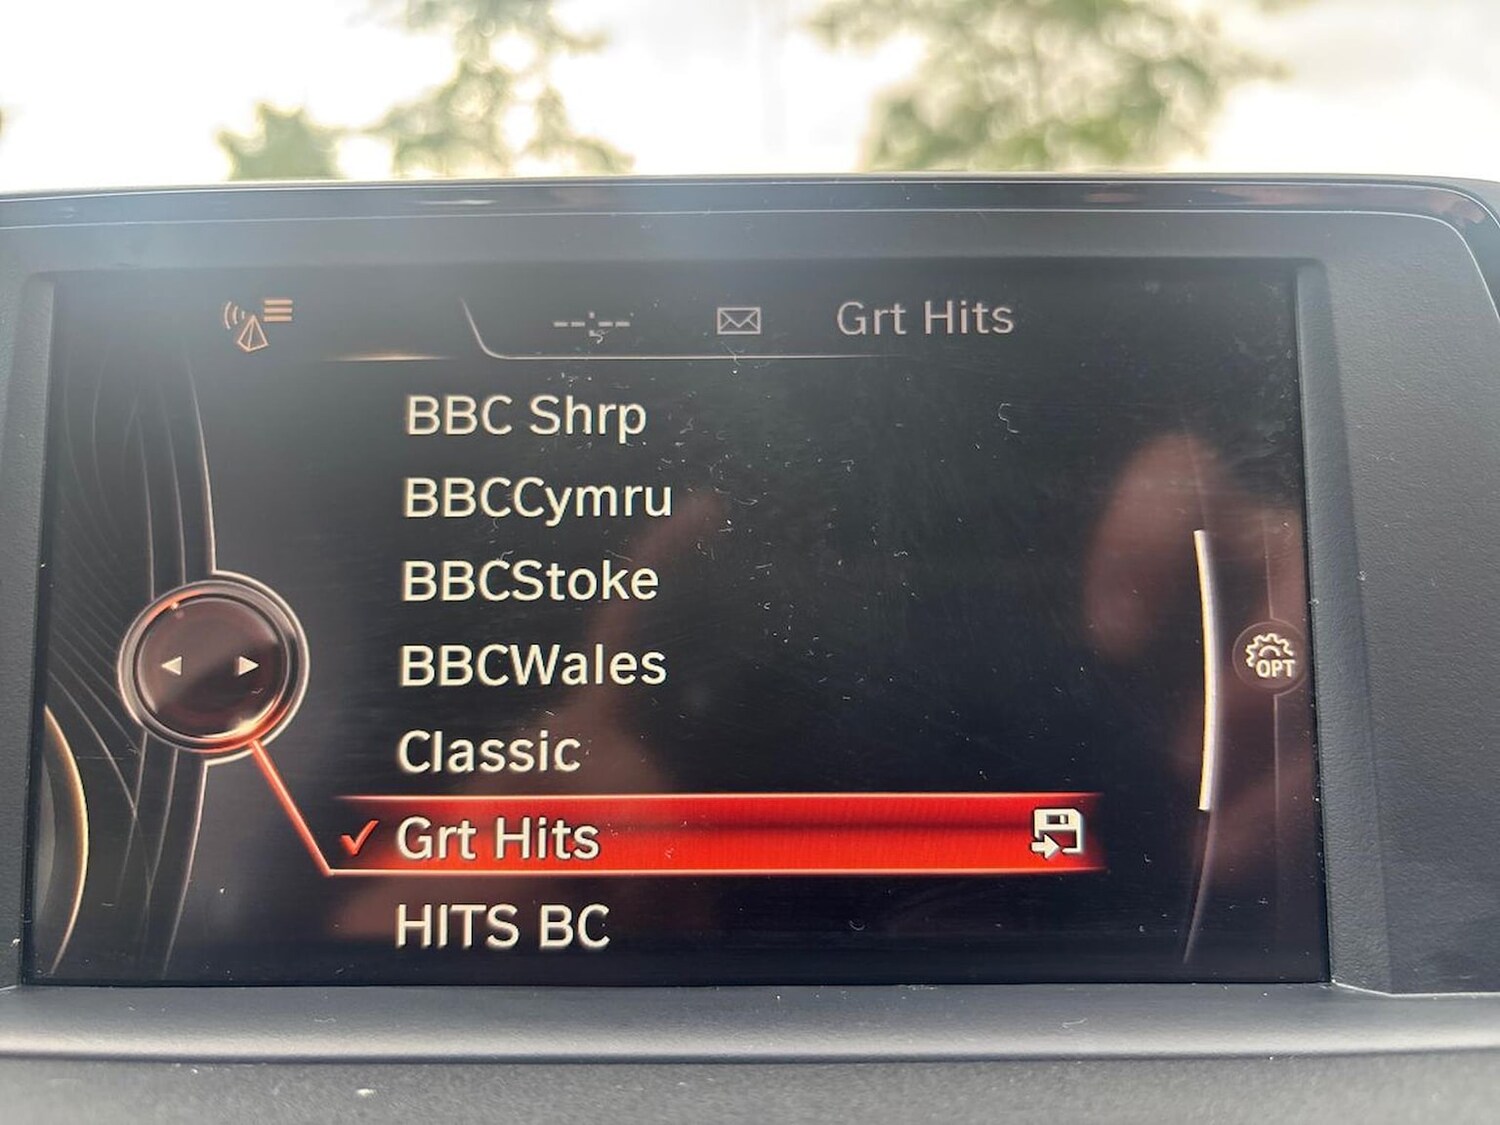 --:-- Grt Hits
BBC Shrp
BBCCymru
BBCStoke
BBCWales
Classic
Grt Hits
HITS BC
OPT